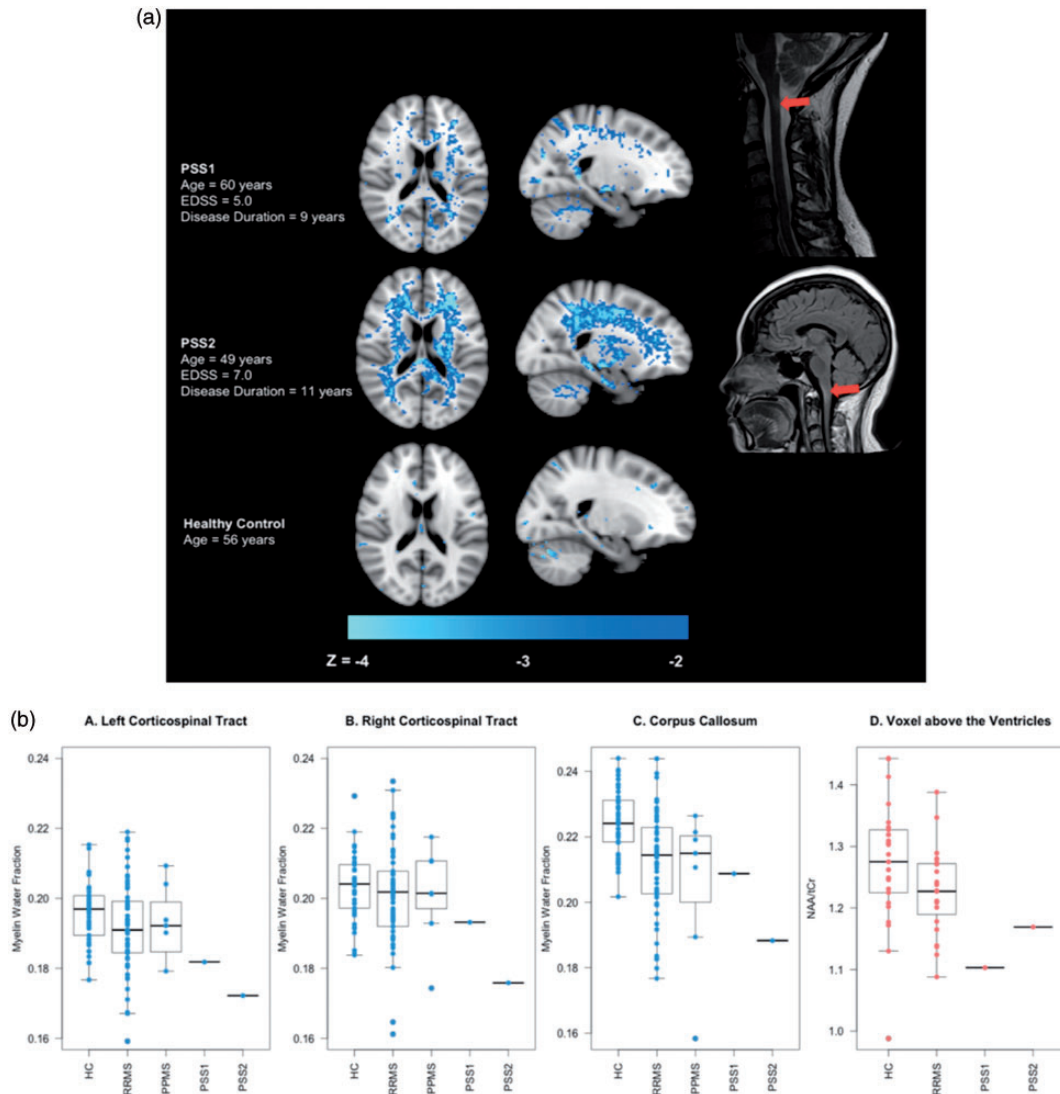 (a)
PSS1
Age = 60 years
EDSS = 5.0
Disease Duration = 9 years
PSS2
Age = 49 years
EDSS = 7.0
Disease Duration = 11 years
Healthy Control
Age = 56 years
Z = -4 -3 -2
(b)
A. Left Corticospinal Tract
Myelin Water Fraction
0.24
0.22
0.20
0.18
0.16
HC
RRMS
PPMS
PSS1
PSS2
B. Right Corticospinal Tract
Myelin Water Fraction
0.24
0.22
0.20
0.18
0.16
HC
RRMS
PPMS
PSS1
PSS2
C. Corpus Callosum
Myelin Water Fraction
0.24
0.22
0.20
0.18
0.16
HC
RRMS
PPMS
PSS1
PSS2
D. Voxel above the Ventricles
NAA/tCr
1.4
1.3
1.2
1.1
1.0
HC
RRMS
PSS1
PSS2